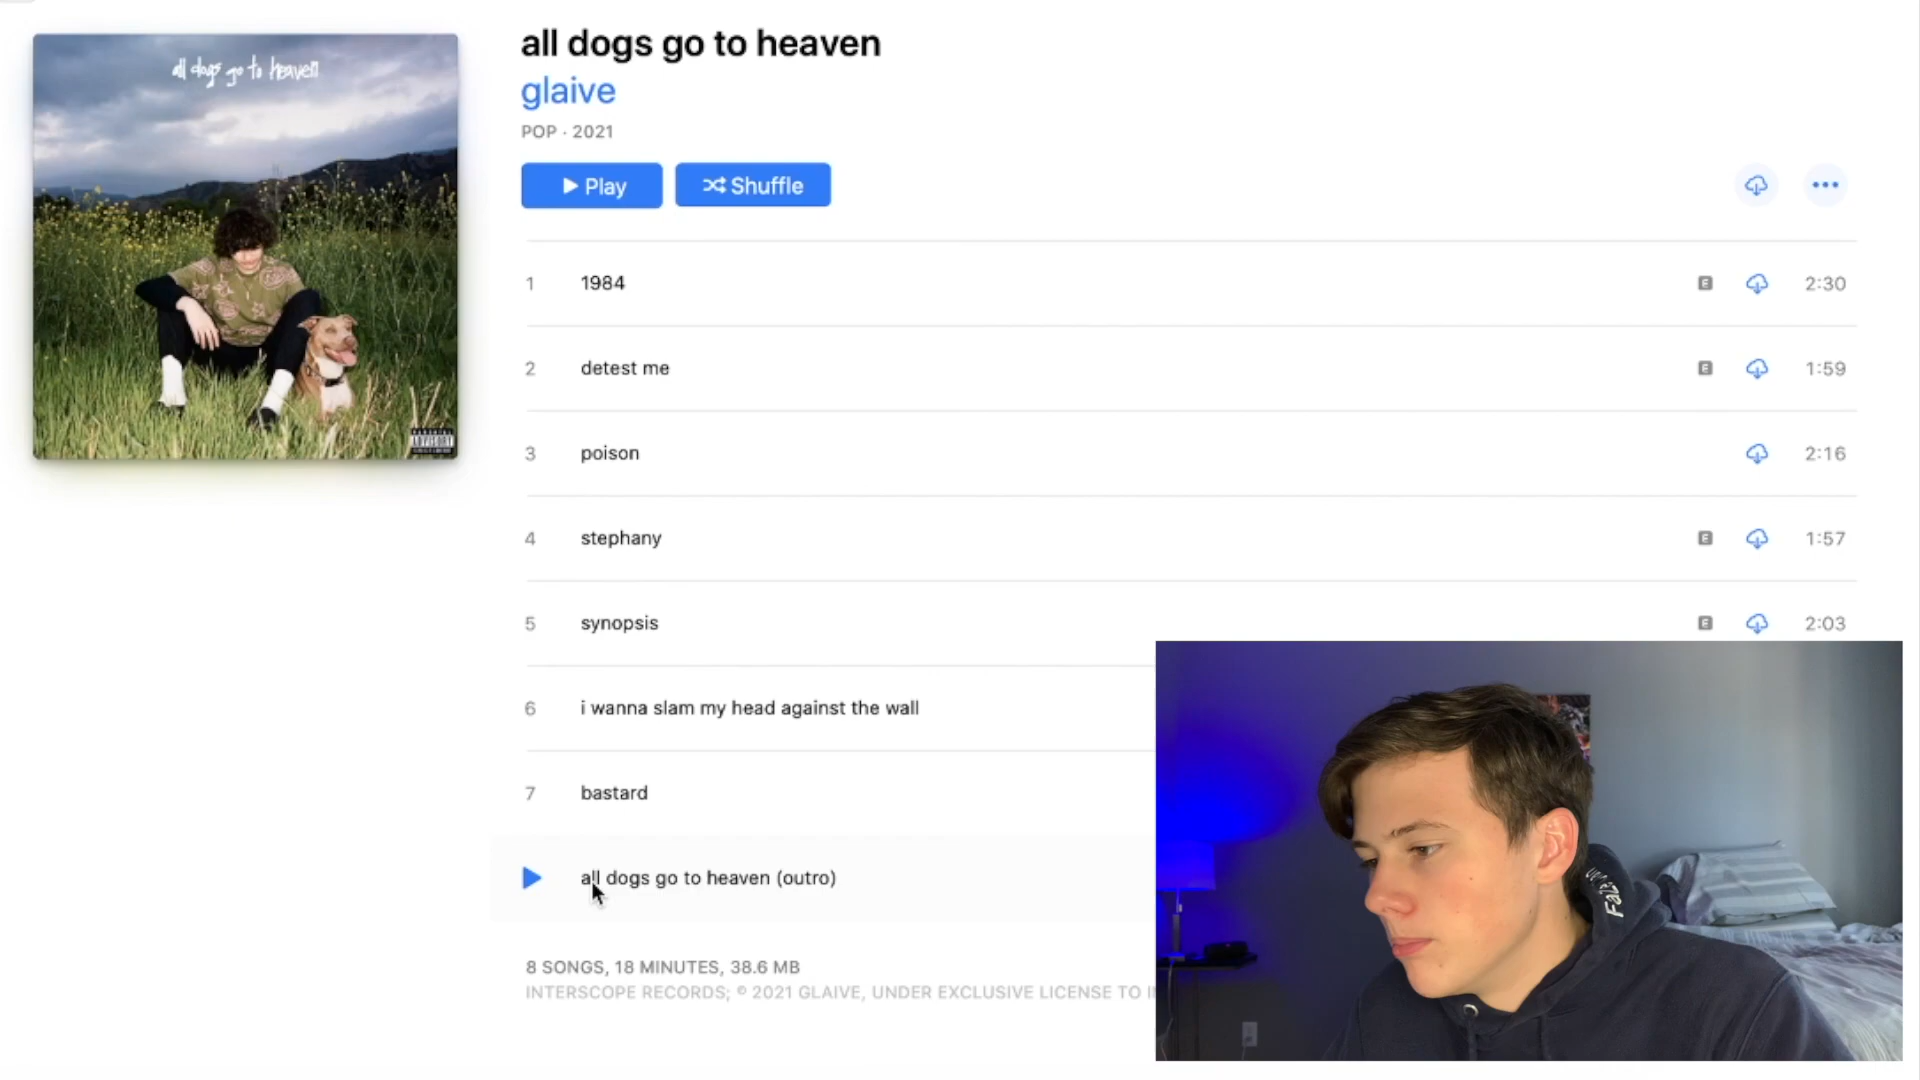 all dogs go to heaven
all dogs go to heaven
glaive
POP · 2021
Play
Shuffle
1 1984 E 2:30
2 detest me E 1:59
3 poison 2:16
4 stephany E 1:57
5 synopsis E 2:03
6 i wanna slam my head against the wall
7 bastard
all dogs go to heaven (outro)
8 SONGS, 18 MINUTES, 38.6 MB
INTERSCOPE RECORDS; ℗ 2021 GLAIVE, UNDER EXCLUSIVE LICENSE TO
ADVISORY